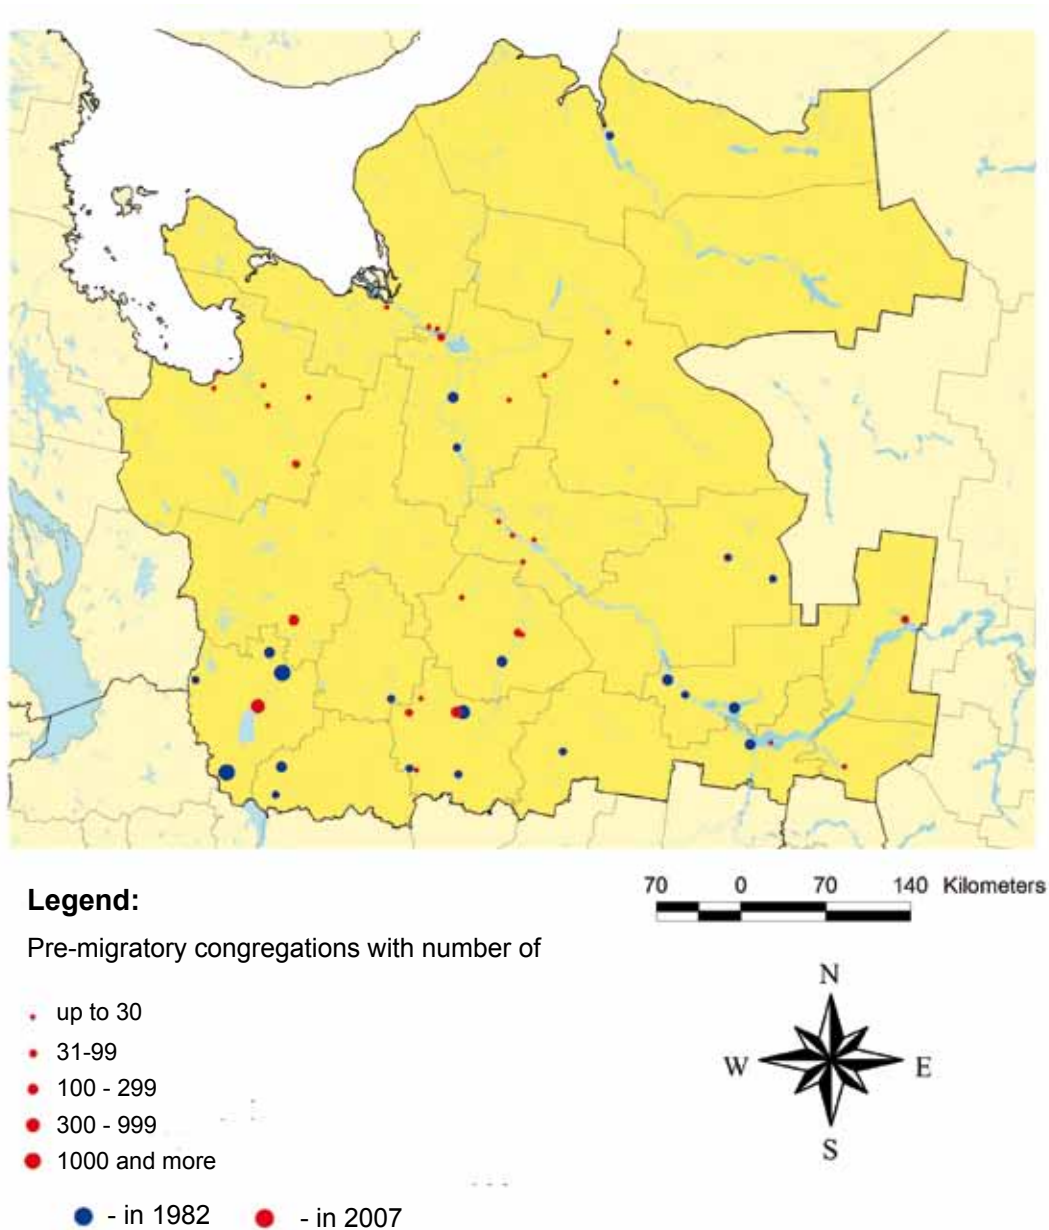 Legend:
70 0 70 140 Kilometers
Pre-migratory congregations with number of
up to 30
31-99
100 - 299
300 - 999
1000 and more
- in 1982 - in 2007
N
W E
S